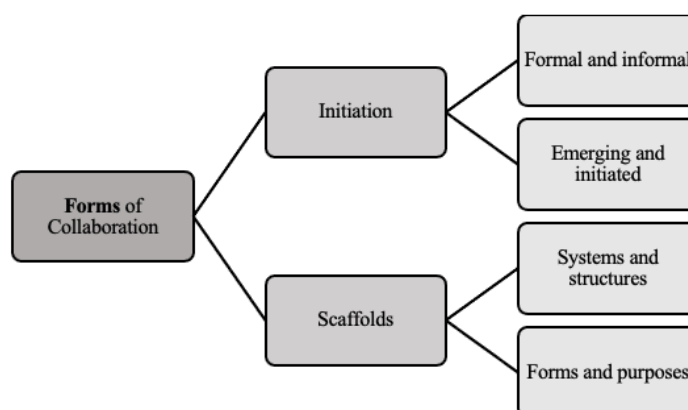 Forms of
Collaboration
Initiation
Scaffolds
Formal and informal
Emerging and
initiated
Systems and
structures
Forms and purposes